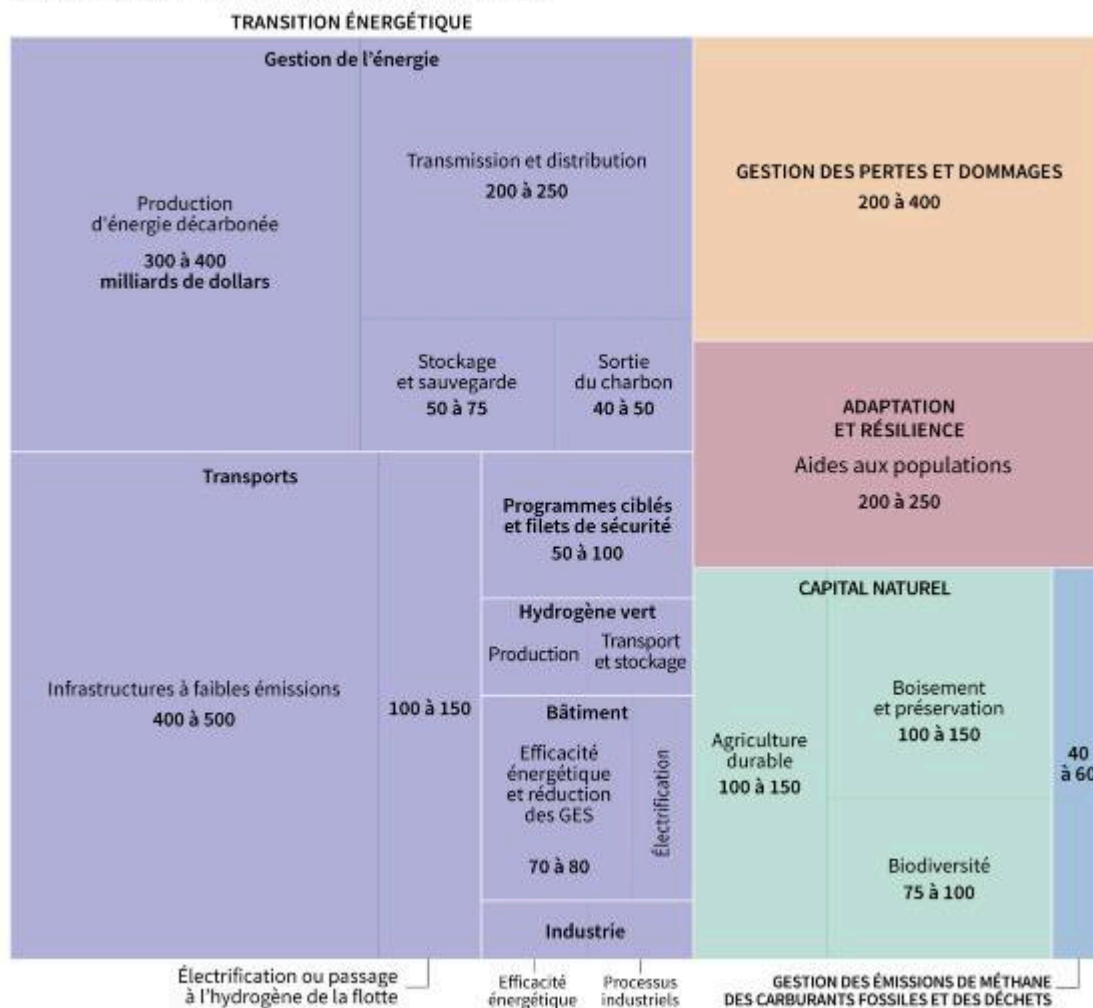 TRANSITION ÉNERGÉTIQUE
Gestion de l’énergie
Production
d’énergie décarbonée
300 à 400
milliards de dollars
Transmission et distribution
200 à 250
Stockage
et sauvegarde
50 à 75
Sortie
du charbon
40 à 50
GESTION DES PERTES ET DOMMAGES
200 à 400
ADAPTATION
ET RÉSILIENCE
Aides aux populations
200 à 250
Transports
Infrastructures à faibles émissions
400 à 500
100 à 150
Programmes ciblés
et filets de sécurité
50 à 100
Hydrogène vert
Production
Transport
et stockage
Bâtiment
Efficacité
énergétique
et réduction
des GES
70 à 80
Électrification
Industrie
CAPITAL NATUREL
Agriculture
durable
100 à 150
Boisement
et préservation
100 à 150
Biodiversité
75 à 100
40
à 60
Électrification ou passage
à l’hydrogène de la flotte
Efficacité
énergétique
Processus
industriels
GESTION DES ÉMISSIONS DE MÉTHANE
DES CARBURANTS FOSSILES ET DES DÉCHETS